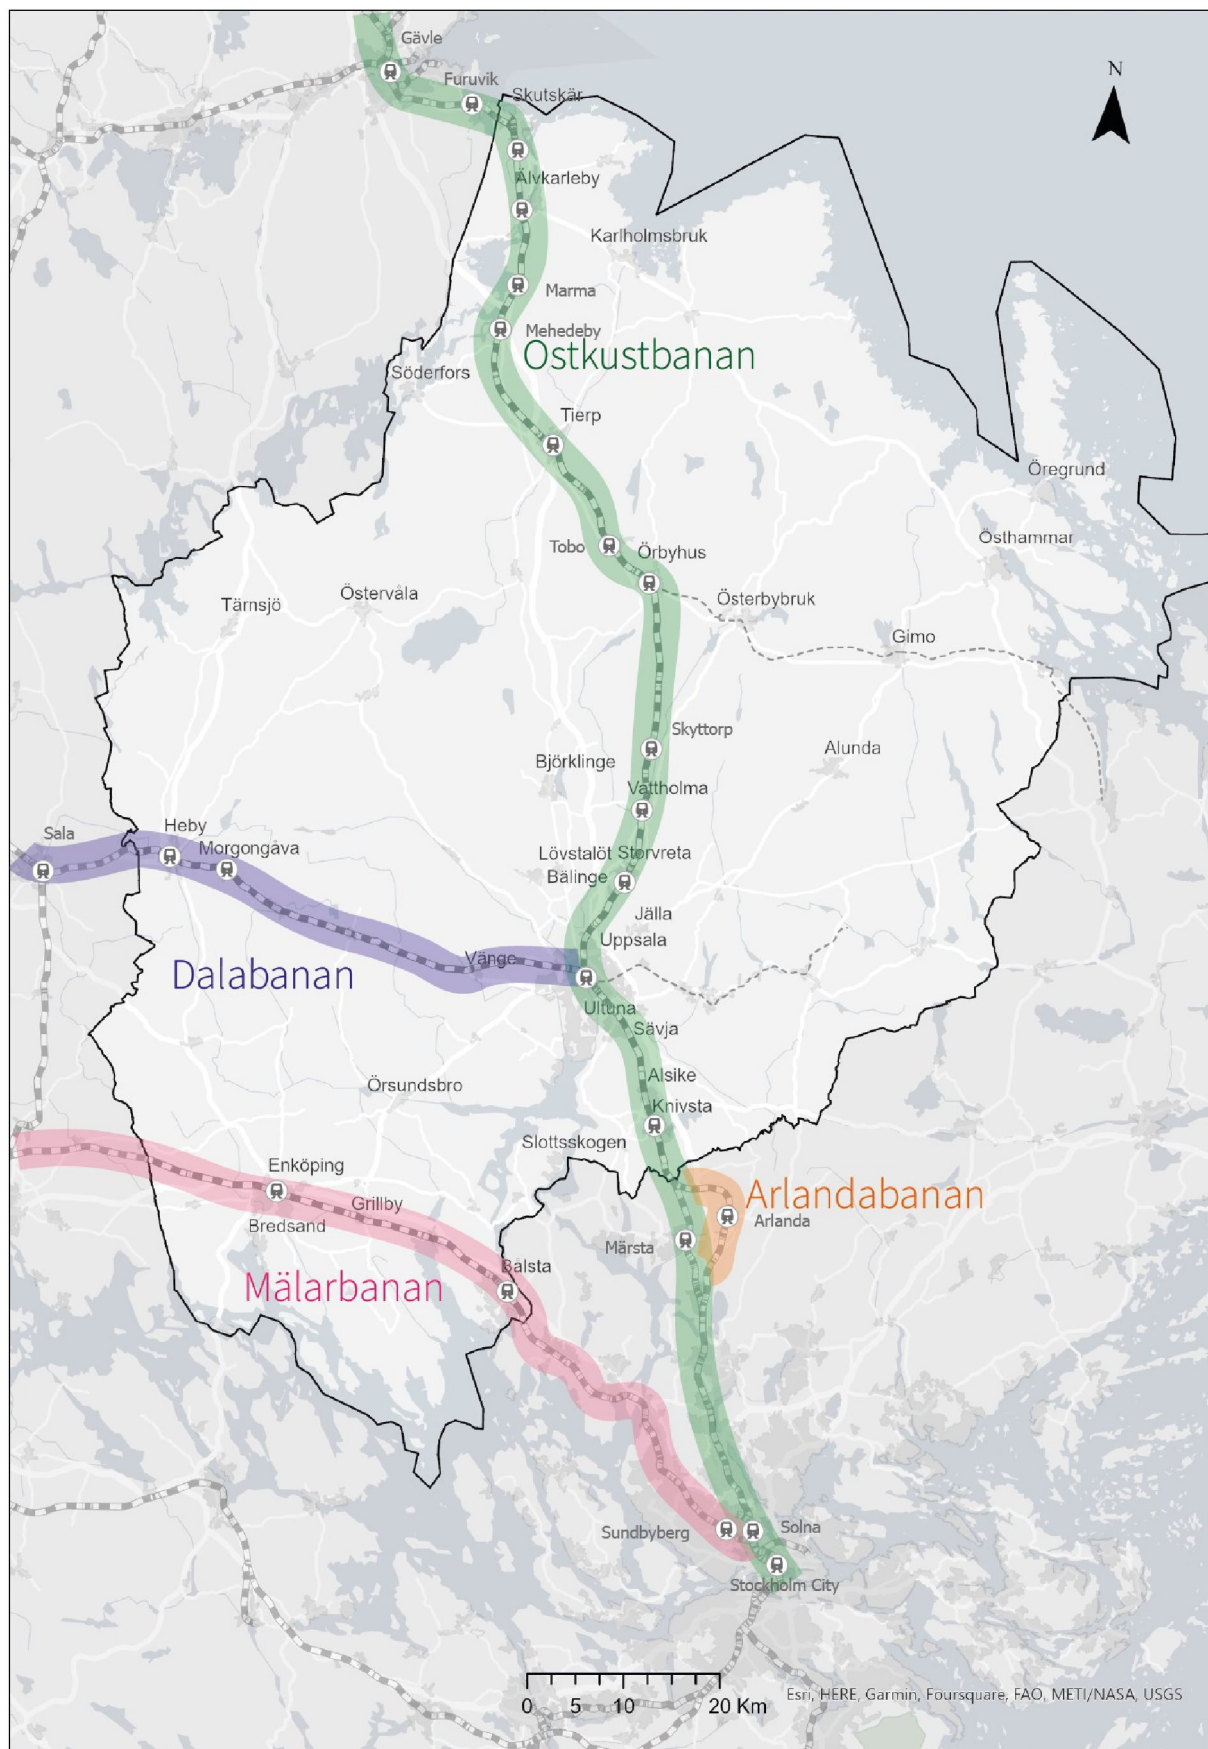 Gävle
Furuvik
N
Skutskär
Älvkarleby
Karlholmsbruk
Marma
Mehedeby
Ostkustbanan
Söderfors
Tierp
Öregrund
Östhammar
Tobo
Örbyhus
Östervåla
Österbybruk
Tärnsjö
Gimo
Skyttorp
Alunda
Björklinge
Vattholma
Heby
Sala
Morgongåva
Lövstalöt
Storvreta
Bälinge
Jälla
Uppsala
Vänge
Dalabanan
Ultuna
Sävja
Alsike
Örsundsbro
Knivsta
Slottsskogen
Enköping
Arlandabanan
Grillby
Bredsand
Arlanda
Märsta
Bålsta
Mälarbanan
Sundbyberg
Solna
Stockholm City
0 5 10 20 Km
Esri, HERE, Garmin, Foursquare, FAO, METI/NASA, USGS